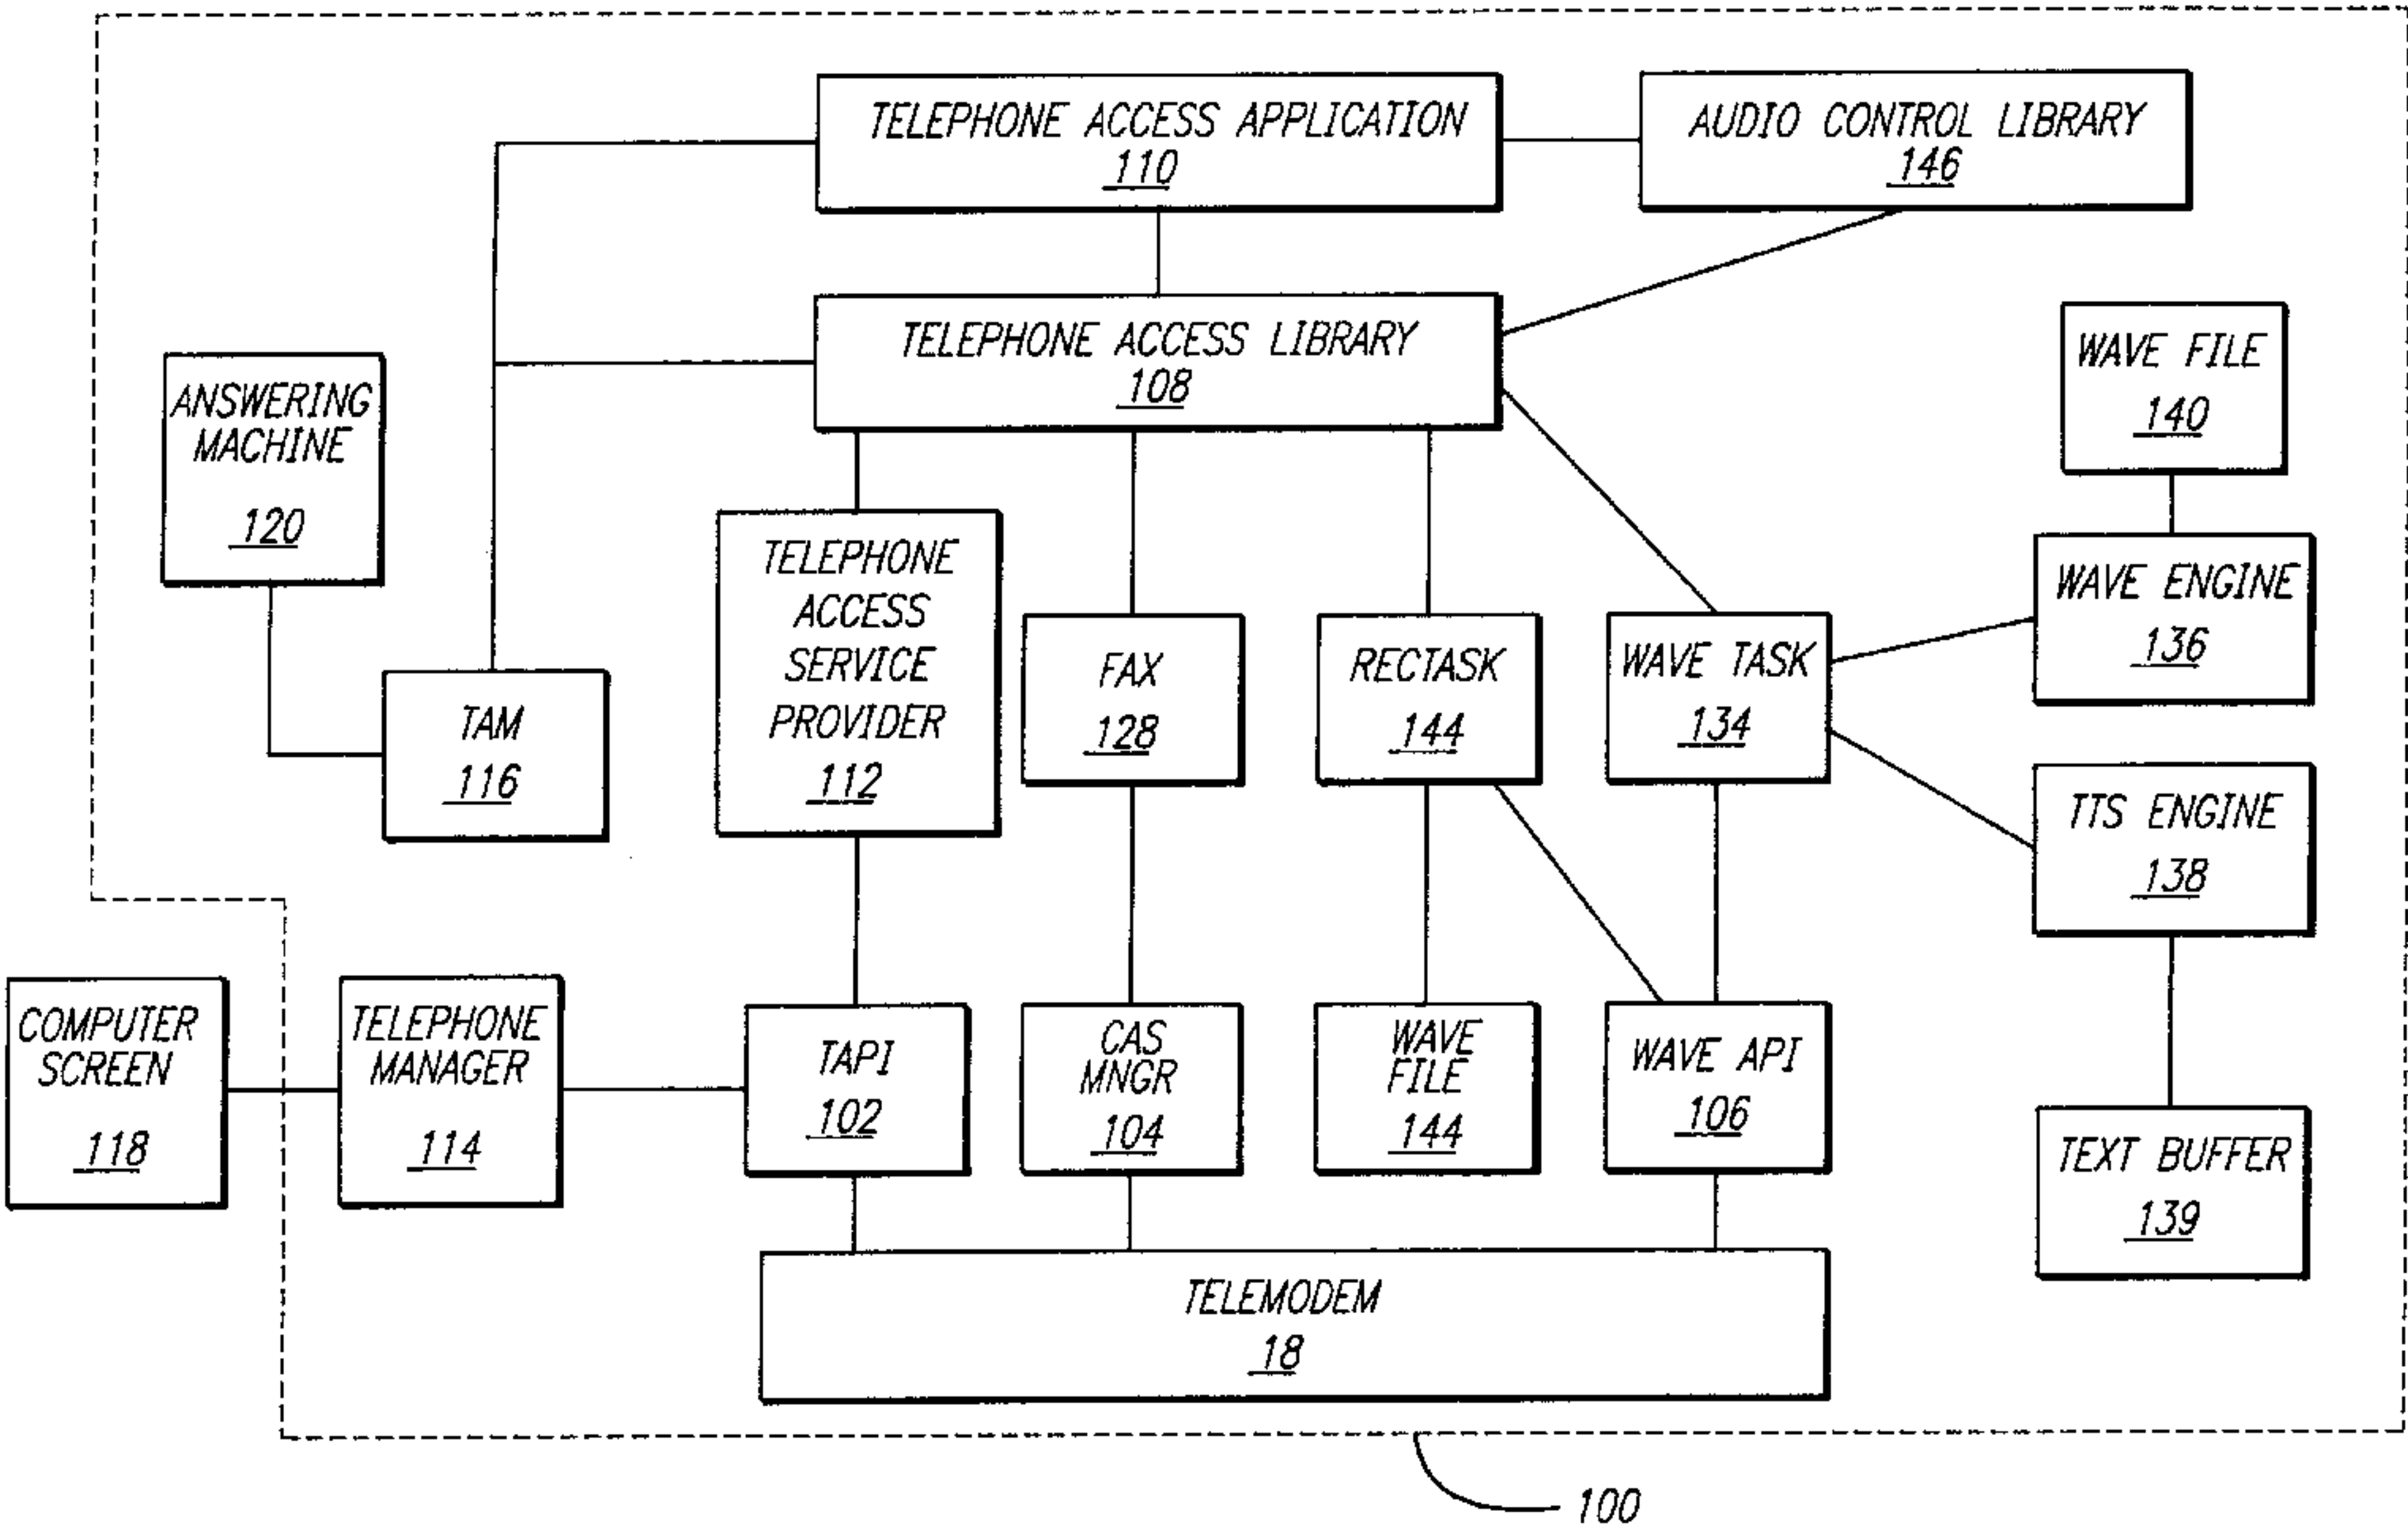 TELEPHONE ACCESS APPLICATION
110
AUDIO CONTROL LIBRARY
146
TELEPHONE ACCESS LIBRARY
108
WAVE FILE
140
ANSWERING
MACHINE
120
TELEPHONE
ACCESS
SERVICE
PROVIDER
112
WAVE ENGINE
136
TAM
116
FAX
128
RECTASK
144
WAVE TASK
134
TTS ENGINE
138
COMPUTER
SCREEN
118
TELEPHONE
MANAGER
114
TAPI
102
CAS
MNGR
104
WAVE
FILE
144
WAVE API
106
TEXT BUFFER
139
TELEMODEM
18
100